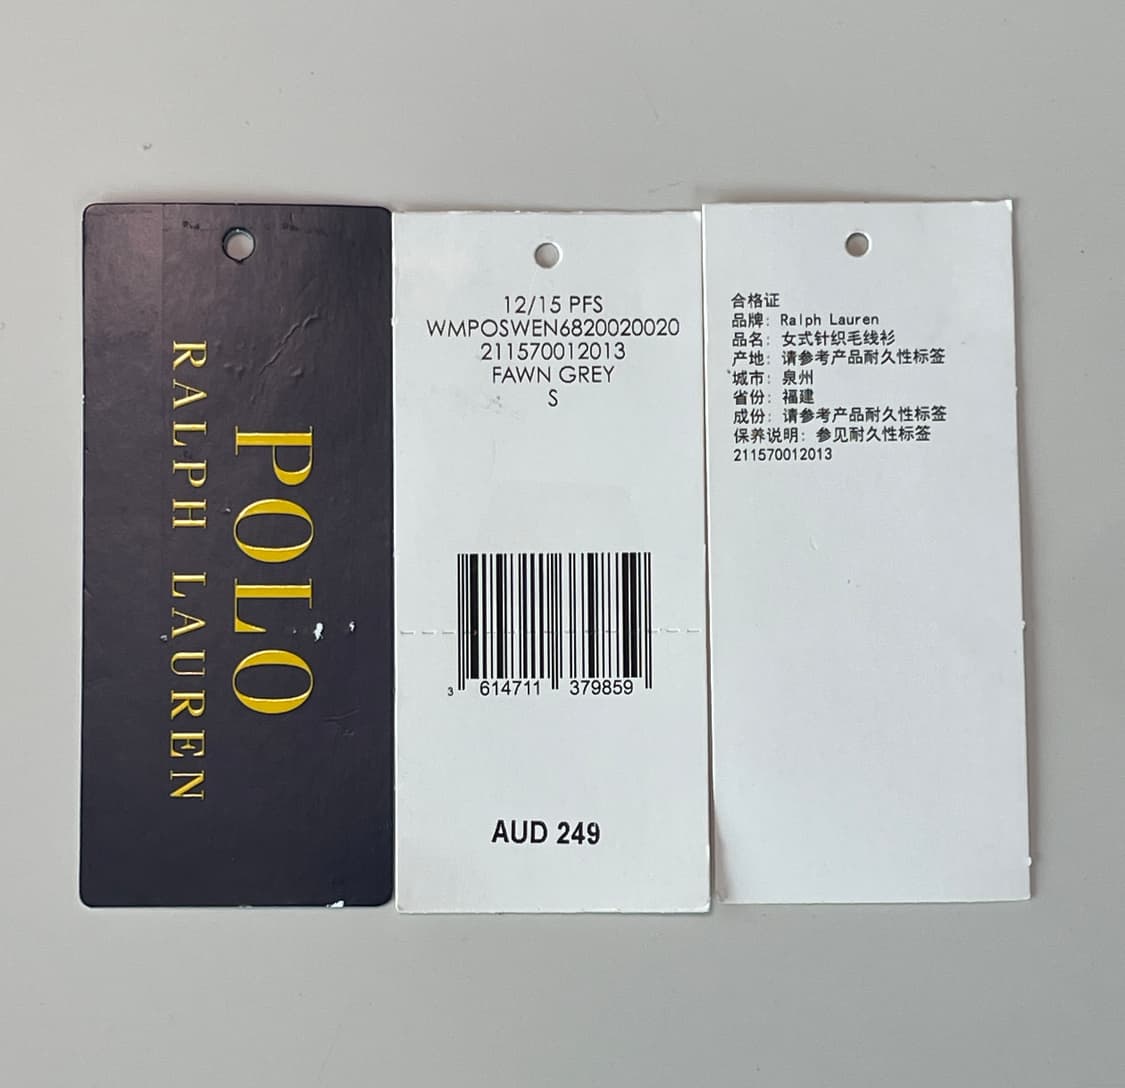 POLO
RALPH LAUREN
12/15 PFS
WMPOSWEN6820020020
211570012013
FAWN GREY
S
3 614711 379859
AUD 249
合格证
品牌: Ralph Lauren
品名: 女式针织毛线衫
产地: 请参考产品耐久性标签
城市: 泉州
省份: 福建
成份: 请参考产品耐久性标签
保养说明: 参见耐久性标签
211570012013